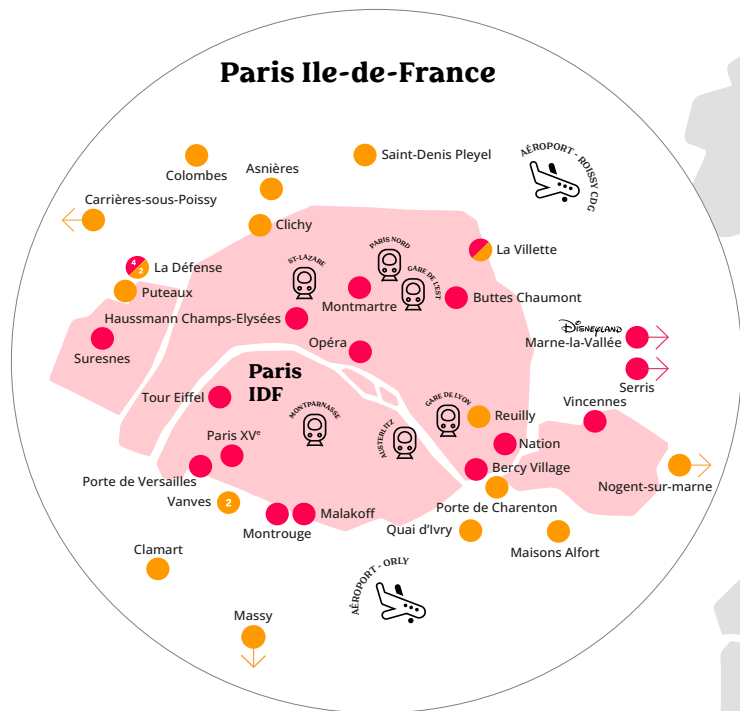 Paris Ile-de-France
AÉROPORT - ROISSY CDG
Saint-Denis Pleyel
Colombes
Asnières
Carrières-sous-Poissy
Clichy
PARIS NORD
La Villette
ST-LAZARE
4
2
La Défense
GARE DE L'EST
Puteaux
Montmartre
Buttes Chaumont
Haussmann Champs-Elysées
DISNEYLAND
Marne-la-Vallée
Opéra
Suresnes
Paris
IDF
Serris
Tour Eiffel
Vincennes
MONTPARNASSE
GARE DE LYON
Reuilly
AUSTERLITZ
Paris XVᵉ
Nation
Bercy Village
Porte de Versailles
Nogent-sur-marne
Vanves
2
Porte de Charenton
Malakoff
Montrouge
Quai d'Ivry
Maisons Alfort
Clamart
AÉROPORT - ORLY
Massy